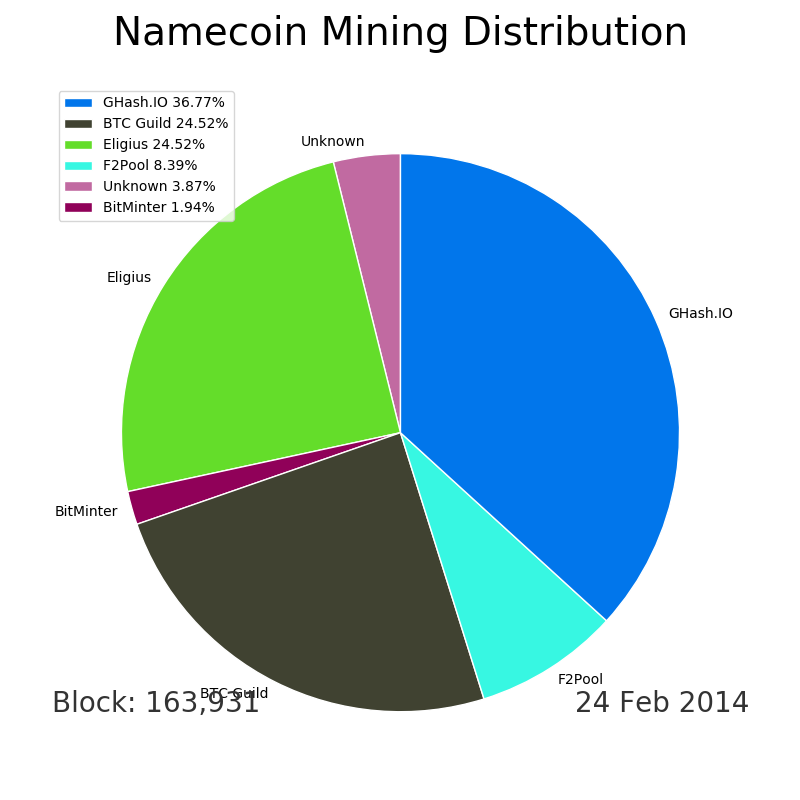 Namecoin Mining Distribution
GHash.IO 36.77%
BTC Guild 24.52%
Eligius 24.52%
F2Pool 8.39%
Unknown 3.87%
BitMinter 1.94%
Unknown
Eligius
GHash.IO
BitMinter
F2Pool
BTC Guild
Block: 163,931
24 Feb 2014